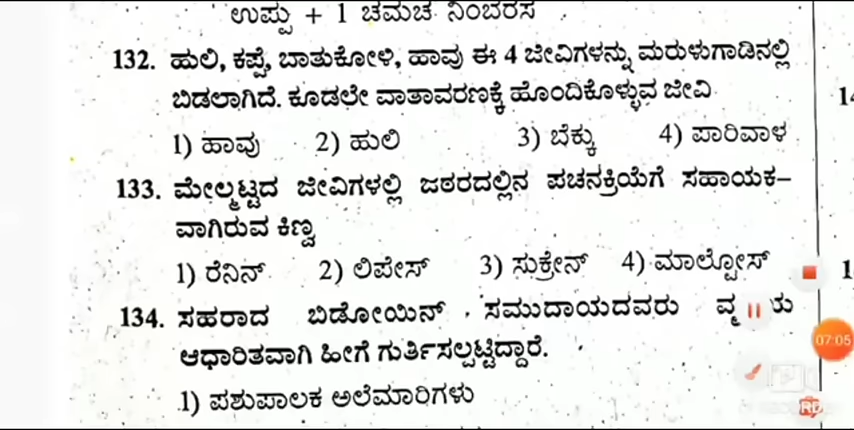 ಉಪ್ಪು + 1 ಚಮಚ ನಿಂಬೆರಸ
132. ಹುಲಿ, ಕಪ್ಪೆ, ಬಾತುಕೋಳಿ, ಹಾವು ಈ 4 ಜೀವಿಗಳನ್ನು ಮರುಳುಗಾಡಿನಲ್ಲಿ
ಬಿಡಲಾಗಿದೆ. ಕೂಡಲೇ ವಾತಾವರಣಕ್ಕೆ ಹೊಂದಿಕೊಳ್ಳುವ ಜೀವಿ
1) ಹಾವು 2) ಹುಲಿ 3) ಬೆಕ್ಕು 4) ಪಾರಿವಾಳ
133. ಮೇಲ್ಮಟ್ಟದ ಜೀವಿಗಳಲ್ಲಿ ಜಠರದಲ್ಲಿನ ಪಚನಕ್ರಿಯೆಗೆ ಸಹಾಯಕ–
ವಾಗಿರುವ ಕಿಣ್ವ
1) ರೆನಿನ್ 2) ಲಿಪೇಸ್ 3) ಸುಕ್ರೇನ್ 4) ಮಾಲ್ಟೋಸ್
134. ಸಹರಾದ ಬಿಡೋಯಿನ್ ಸಮುದಾಯದವರು
ಆಧಾರಿತವಾಗಿ ಹೀಗೆ ಗುರ್ತಿಸಲ್ಪಟ್ಟಿದ್ದಾರೆ.
07:05
1) ಪಶುಪಾಲಕ ಅಲೆಮಾರಿಗಳು